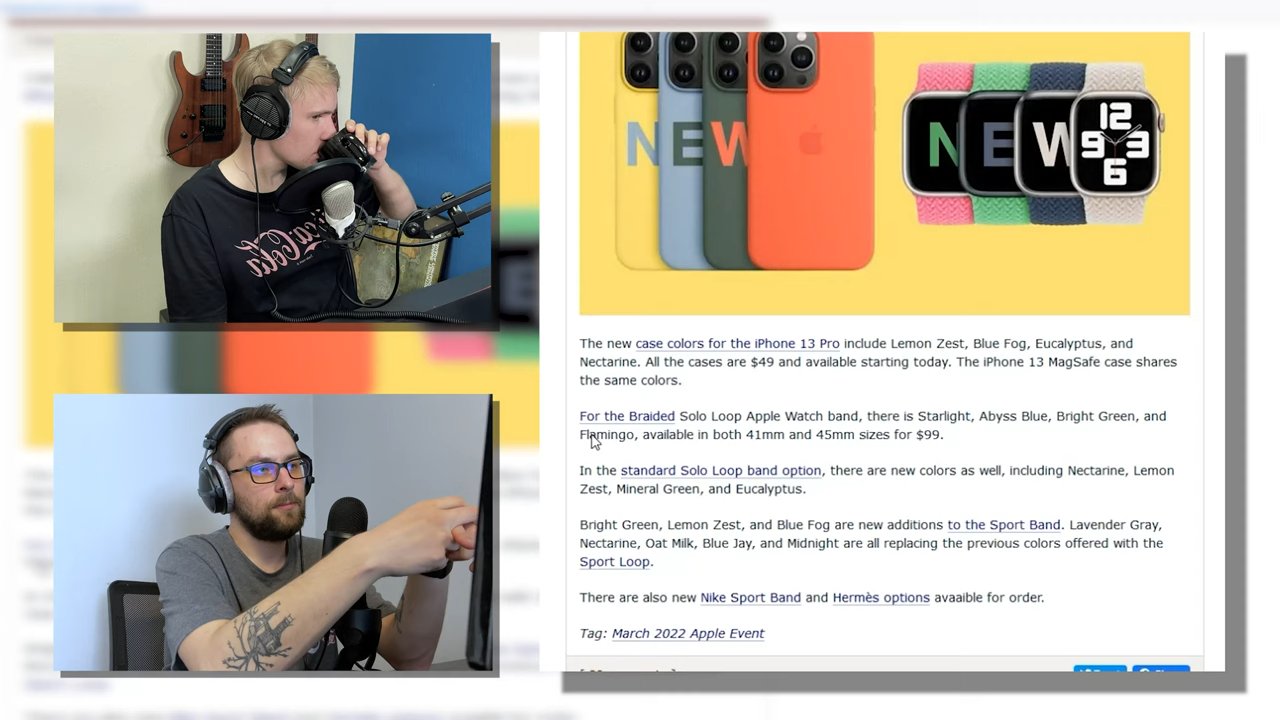 Coca-Cola
NEW
NEW
12
9 3
6
The new case colors for the iPhone 13 Pro include Lemon Zest, Blue Fog, Eucalyptus, and
Nectarine. All the cases are $49 and available starting today. The iPhone 13 MagSafe case shares
the same colors.
For the Braided Solo Loop Apple Watch band, there is Starlight, Abyss Blue, Bright Green, and
Flamingo, available in both 41mm and 45mm sizes for $99.
In the standard Solo Loop band option, there are new colors as well, including Nectarine, Lemon
Zest, Mineral Green, and Eucalyptus.
Bright Green, Lemon Zest, and Blue Fog are new additions to the Sport Band. Lavender Gray,
Nectarine, Oat Milk, Blue Jay, and Midnight are all replacing the previous colors offered with the
Sport Loop.
There are also new Nike Sport Band and Hermès options avaaible for order.
Tag: March 2022 Apple Event